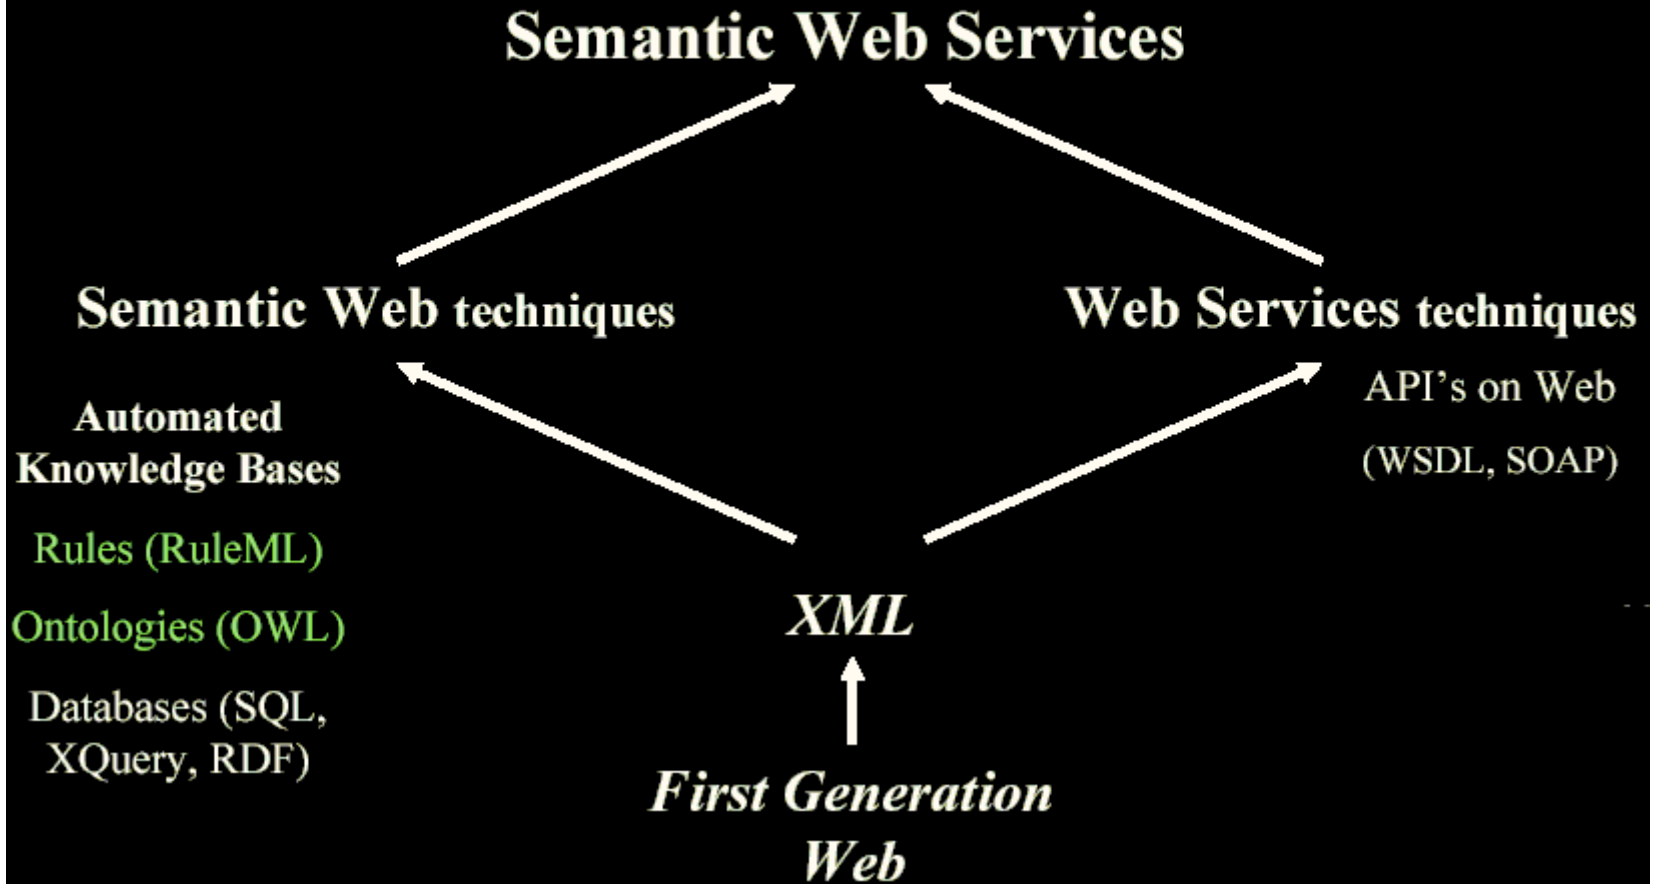 Semantic Web Services
Semantic Web techniques
Web Services techniques
API’s on Web
(WSDL, SOAP)
Automated
Knowledge Bases
Rules (RuleML)
Ontologies (OWL)
Databases (SQL,
XQuery, RDF)
XML
First Generation
Web